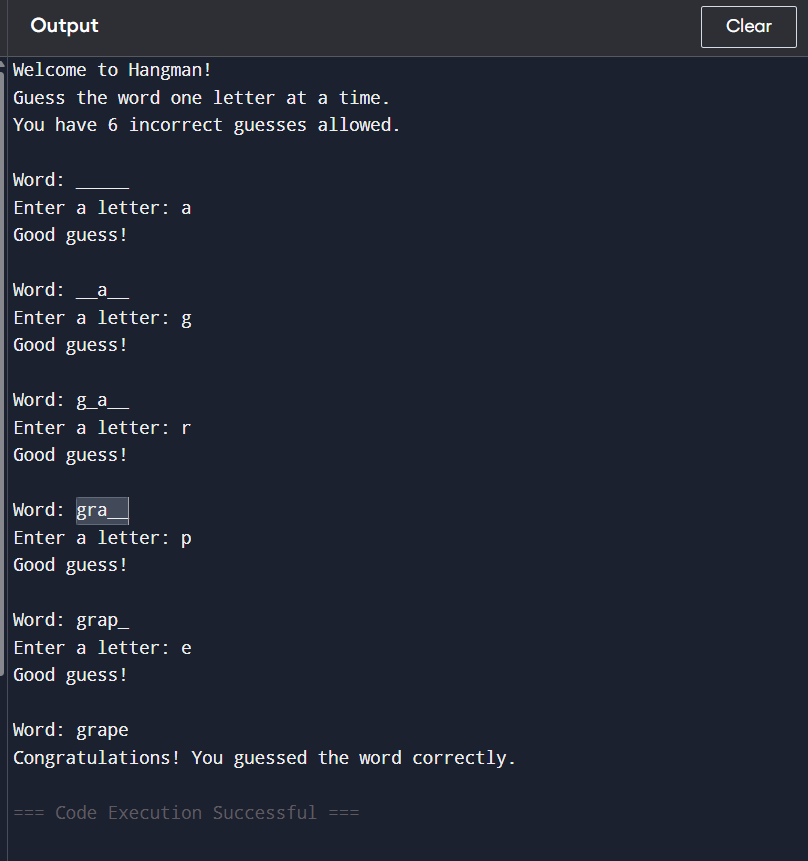 Output
Clear
Welcome to Hangman!
Guess the word one letter at a time.
You have 6 incorrect guesses allowed.
Word: _____
Enter a letter: a
Good guess!
Word: __a__
Enter a letter: g
Good guess!
Word: g_a__
Enter a letter: r
Good guess!
Word: gra__
Enter a letter: p
Good guess!
Word: grap_
Enter a letter: e
Good guess!
Word: grape
Congratulations! You guessed the word correctly.
=== Code Execution Successful ===